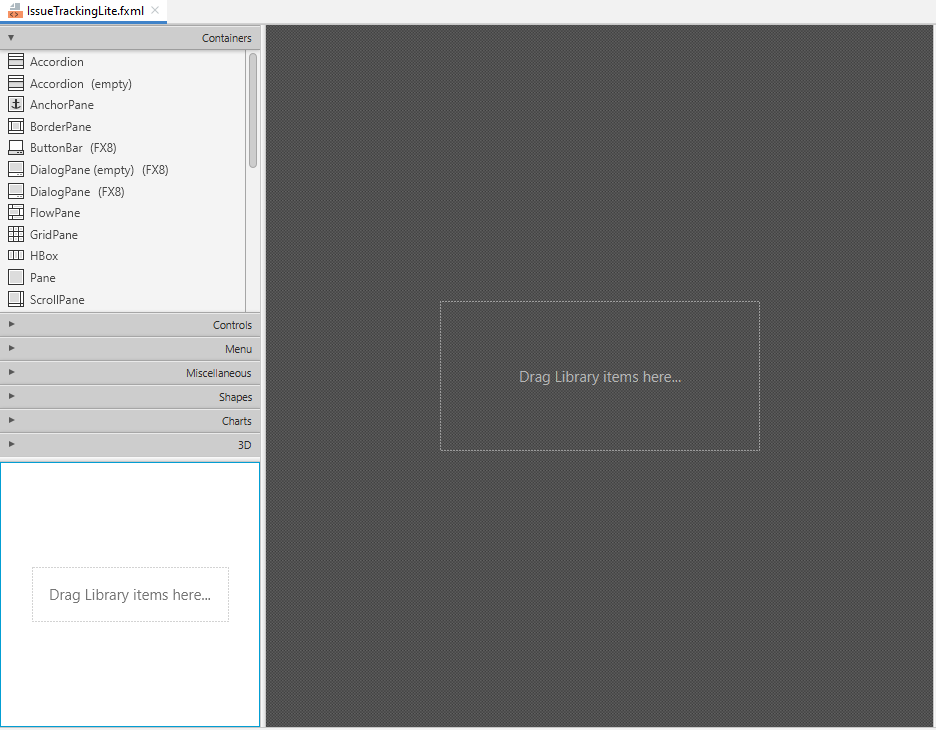 IssueTrackingLite.fxml
Containers
Accordion
Accordion (empty)
AnchorPane
BorderPane
ButtonBar (FX8)
DialogPane (empty) (FX8)
DialogPane (FX8)
FlowPane
GridPane
HBox
Pane
ScrollPane
Controls
Menu
Miscellaneous
Shapes
Charts
3D
Drag Library items here...
Drag Library items here...